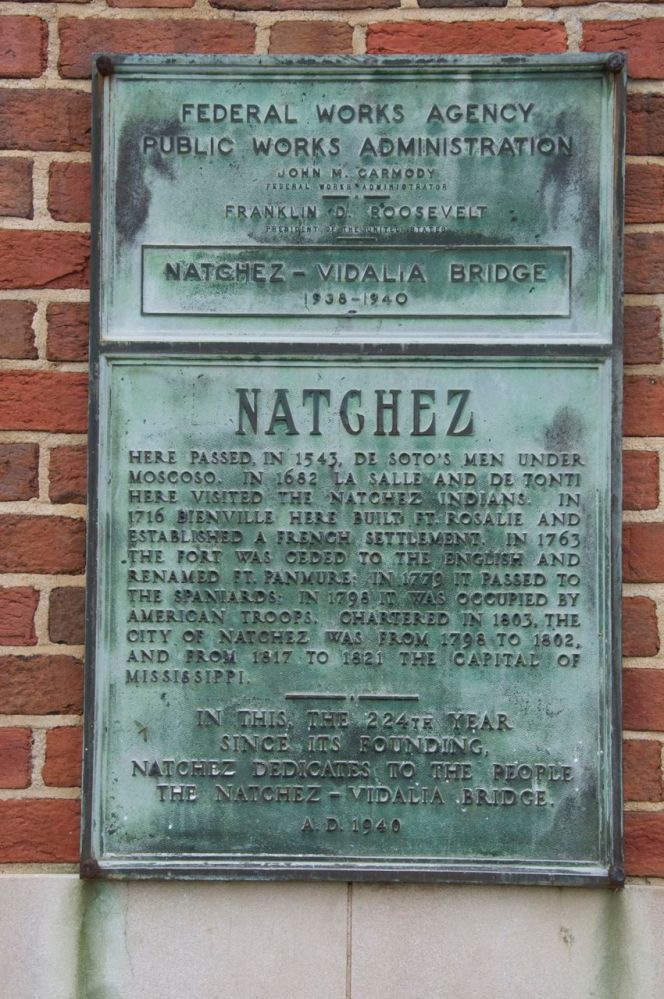 FEDERAL WORKS AGENCY
PUBLIC WORKS ADMINISTRATION
JOHN M. CARMODY
FEDERAL WORKS ADMINISTRATOR
FRANKLIN D. ROOSEVELT
PRESIDENT OF THE UNITED STATES
NATCHEZ - VIDALIA BRIDGE
1938-1940
NATCHEZ
HERE PASSED, IN 1543, DE SOTO'S MEN UNDER
MOSCOSO. IN 1682 LA SALLE AND DE TONTI
HERE VISITED THE NATCHEZ INDIANS. IN
1716 BIENVILLE HERE BUILT FT. ROSALIE AND
ESTABLISHED A FRENCH SETTLEMENT. IN 1763
THE FORT WAS CEDED TO THE ENGLISH AND
RENAMED FT. PANMURE; IN 1779 IT PASSED TO
THE SPANIARDS: IN 1798 IT WAS OCCUPIED BY
AMERICAN TROOPS. CHARTERED IN 1803, THE
CITY OF NATCHEZ WAS FROM 1798 TO 1802,
AND FROM 1817 TO 1821 THE CAPITAL OF
MISSISSIPPI.
IN THIS, THE 224TH YEAR
SINCE ITS FOUNDING,
NATCHEZ DEDICATES TO THE PEOPLE
THE NATCHEZ - VIDALIA BRIDGE.
A.D. 1940